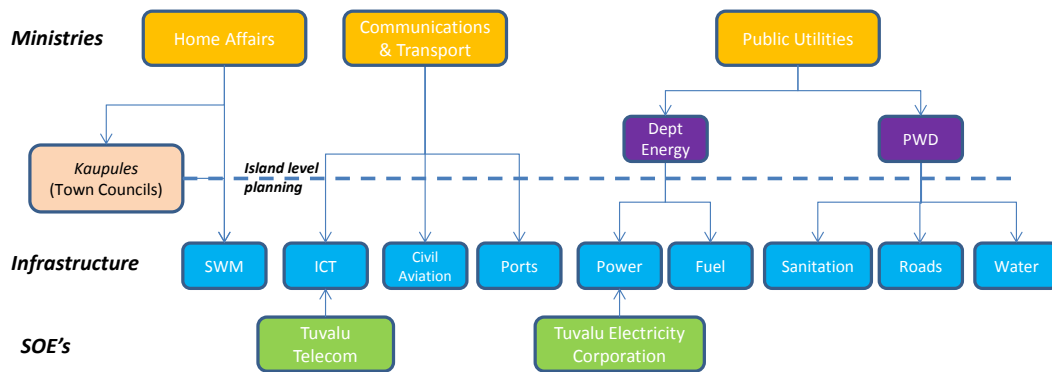 Ministries
Home Affairs
Communications
& Transport
Public Utilities
Dept
Energy
PWD
Kaupules
(Town Councils)
Island level
planning
Infrastructure
SWM
ICT
Civil
Aviation
Ports
Power
Fuel
Sanitation
Roads
Water
SOE's
Tuvalu
Telecom
Tuvalu Electricity
Corporation